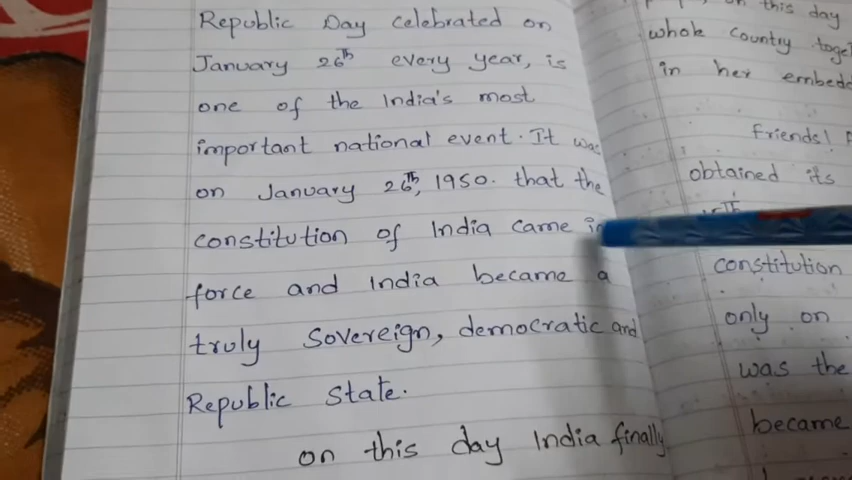 Republic Day celebrated on
January 26th every year, is
one of the India's most
important national event. It was
on January 26th, 1950. that the
constitution of India came in
force and India became a
truly Sovereign, democratic and
Republic State.
on this day India finally
on this day
whole country
in her
Friends!
obtained its
constitution
only on
was the
became